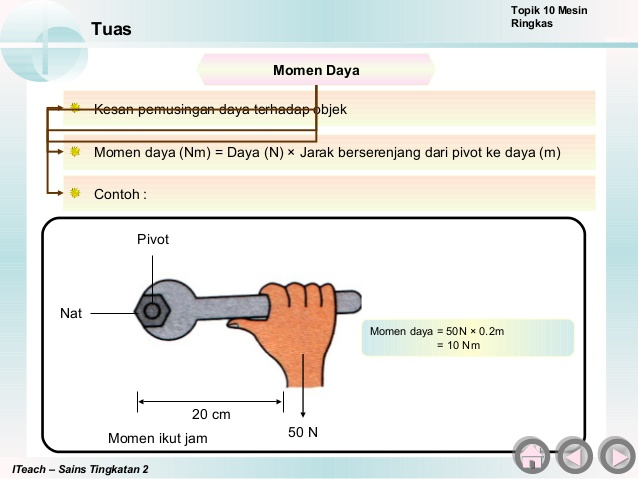 Topik 10 Mesin
Ringkas
Tuas
Momen Daya
Kesan pemusingan daya terhadap objek
Momen daya (Nm) = Daya (N) × Jarak berserenjang dari pivot ke daya (m)
Contoh :
Pivot
Nat
Momen daya = 50N × 0.2m
= 10 Nm
20 cm
50 N
Momen ikut jam
ITeach – Sains Tingkatan 2